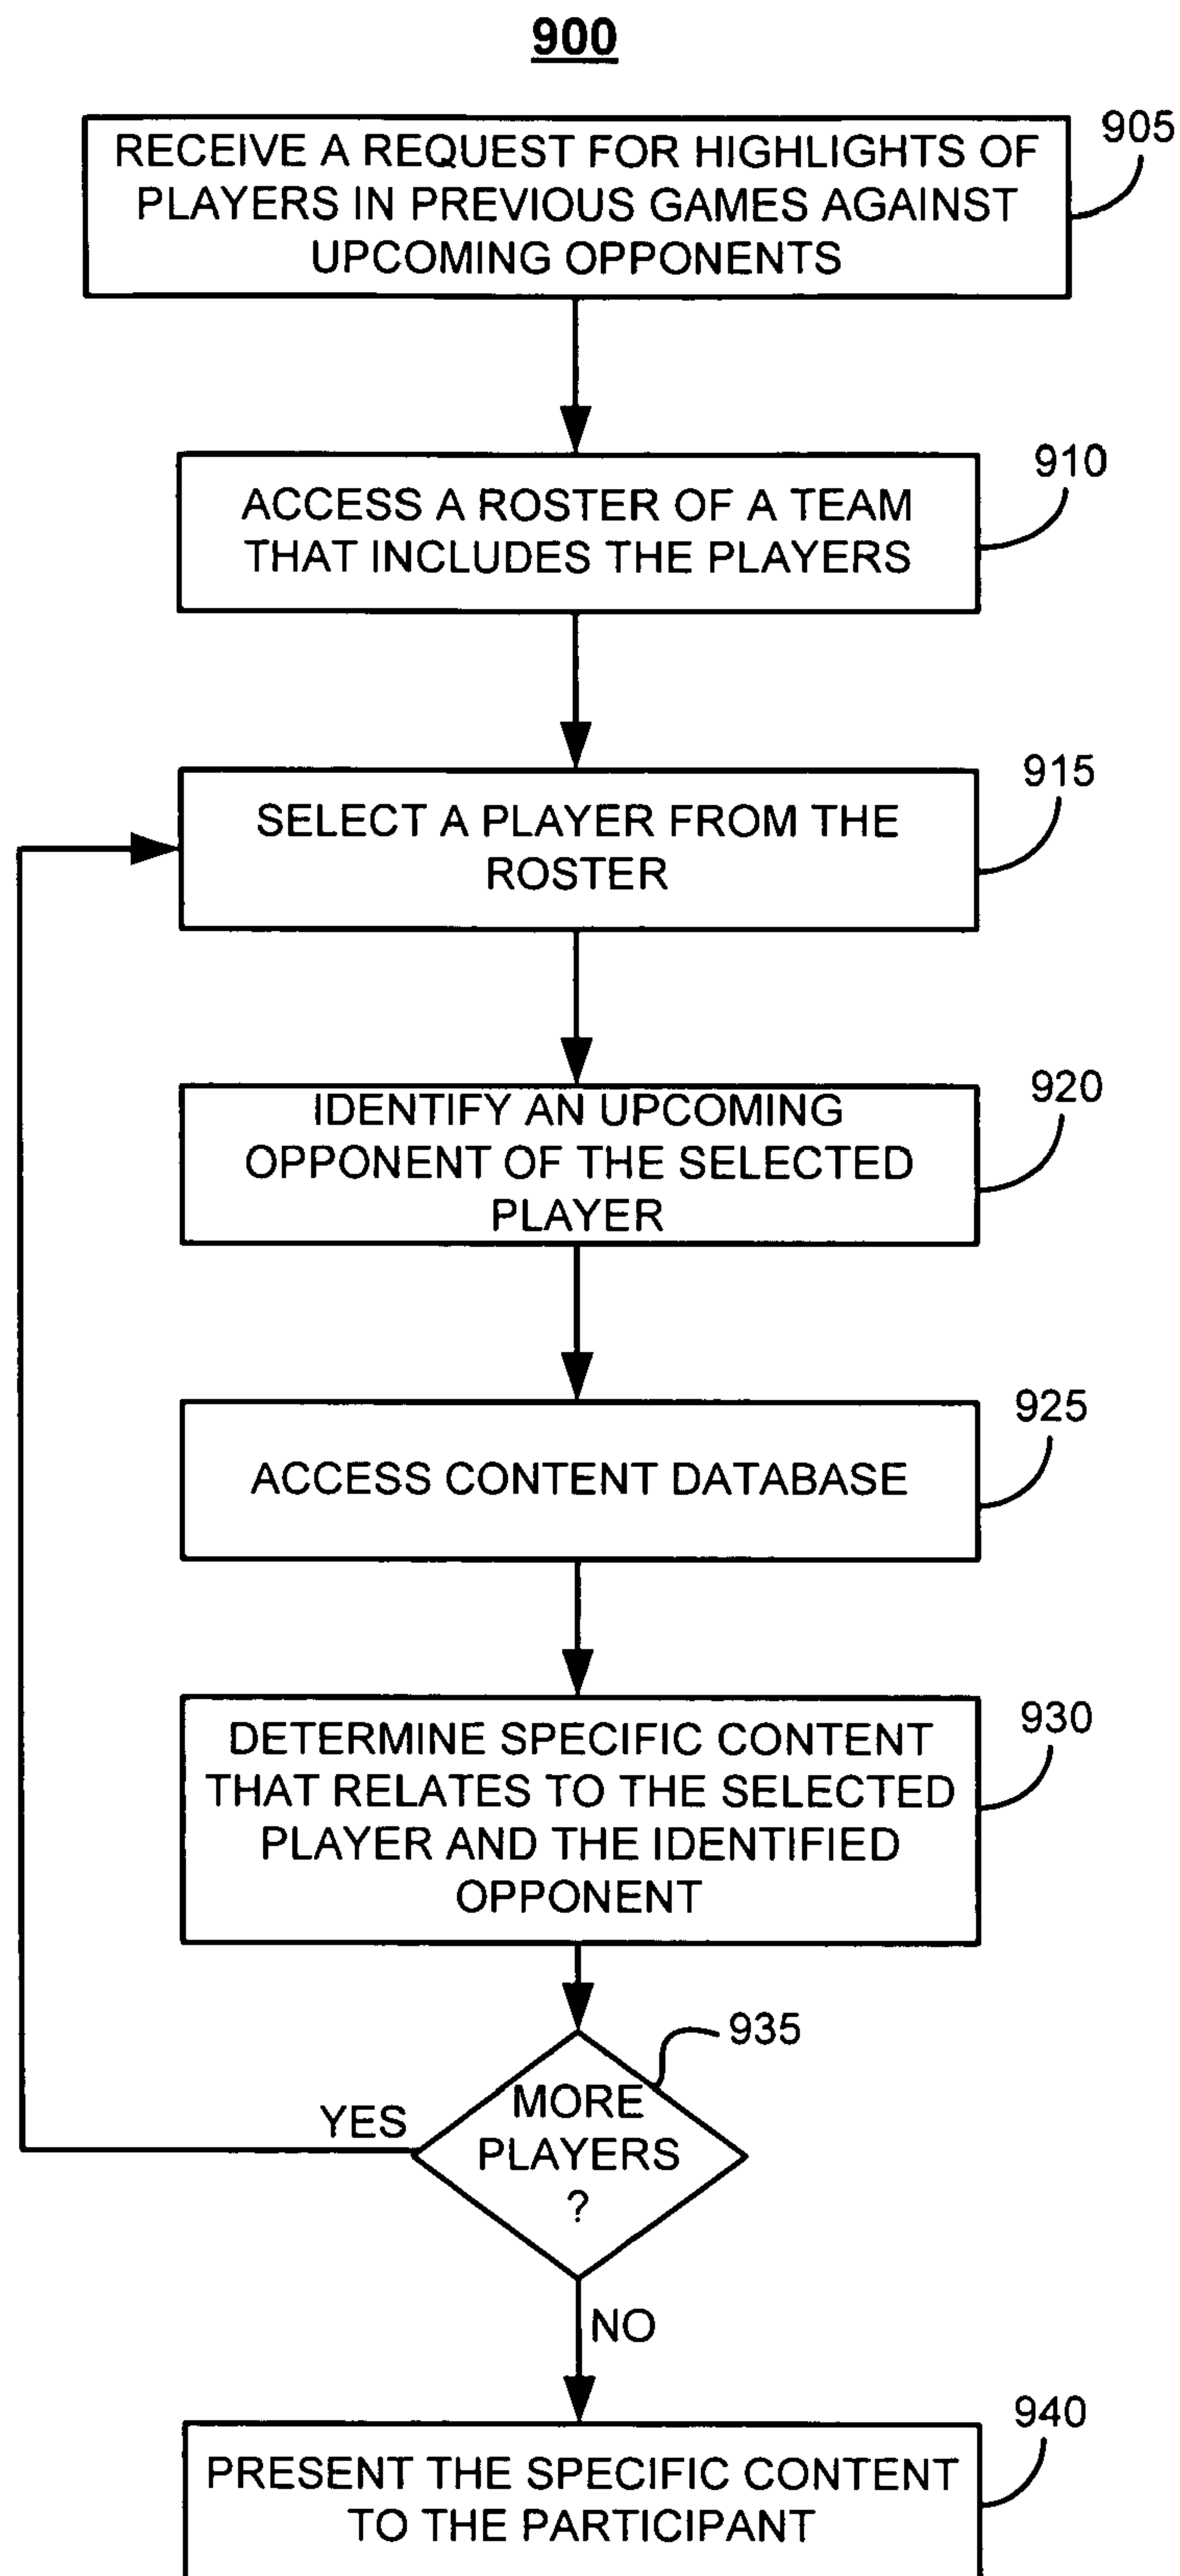 900
905
RECEIVE A REQUEST FOR HIGHLIGHTS OF
PLAYERS IN PREVIOUS GAMES AGAINST
UPCOMING OPPONENTS
910
ACCESS A ROSTER OF A TEAM
THAT INCLUDES THE PLAYERS
915
SELECT A PLAYER FROM THE
ROSTER
920
IDENTIFY AN UPCOMING
OPPONENT OF THE SELECTED
PLAYER
925
ACCESS CONTENT DATABASE
930
DETERMINE SPECIFIC CONTENT
THAT RELATES TO THE SELECTED
PLAYER AND THE IDENTIFIED
OPPONENT
935
MORE
PLAYERS
?
YES
NO
940
PRESENT THE SPECIFIC CONTENT
TO THE PARTICIPANT